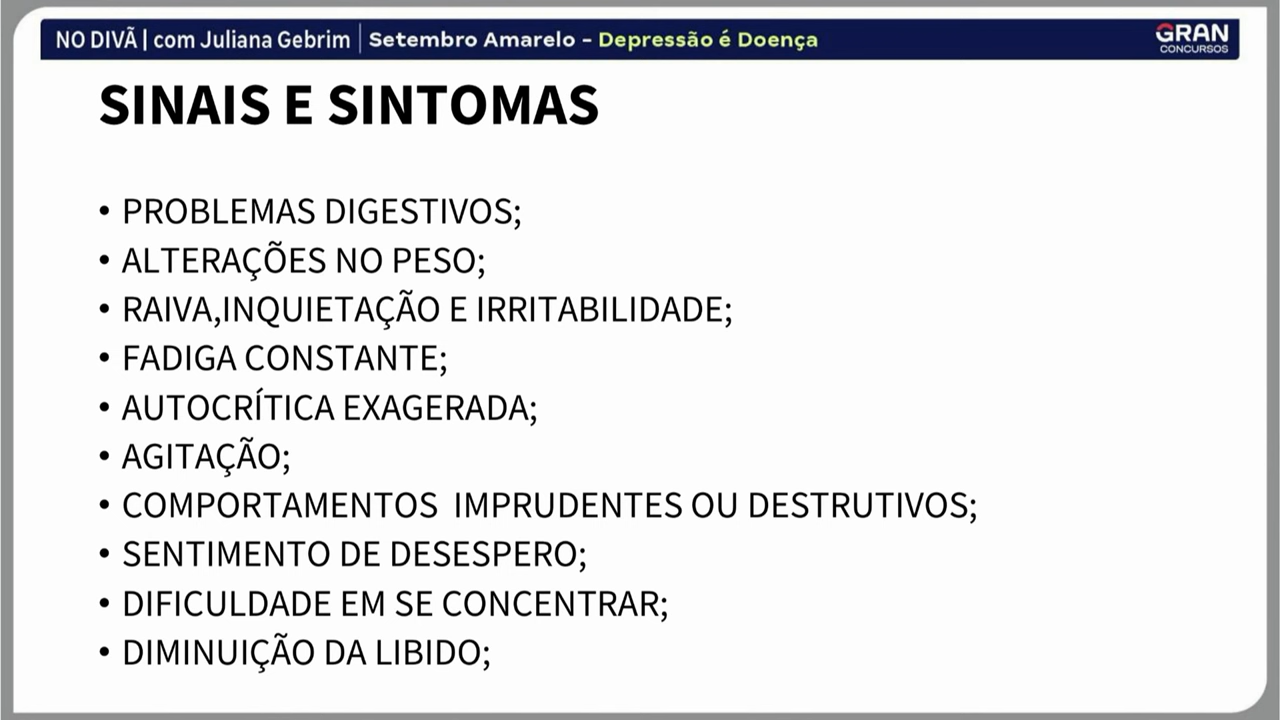 NO DIVÃ | com Juliana Gebrim | Setembro Amarelo - Depressão é Doença
GRAN
CONCURSOS
SINAIS E SINTOMAS
• PROBLEMAS DIGESTIVOS;
• ALTERAÇÕES NO PESO;
• RAIVA,INQUIETAÇÃO E IRRITABILIDADE;
• FADIGA CONSTANTE;
• AUTOCRÍTICA EXAGERADA;
• AGITAÇÃO;
• COMPORTAMENTOS  IMPRUDENTES OU DESTRUTIVOS;
• SENTIMENTO DE DESESPERO;
• DIFICULDADE EM SE CONCENTRAR;
• DIMINUIÇÃO DA LIBIDO;